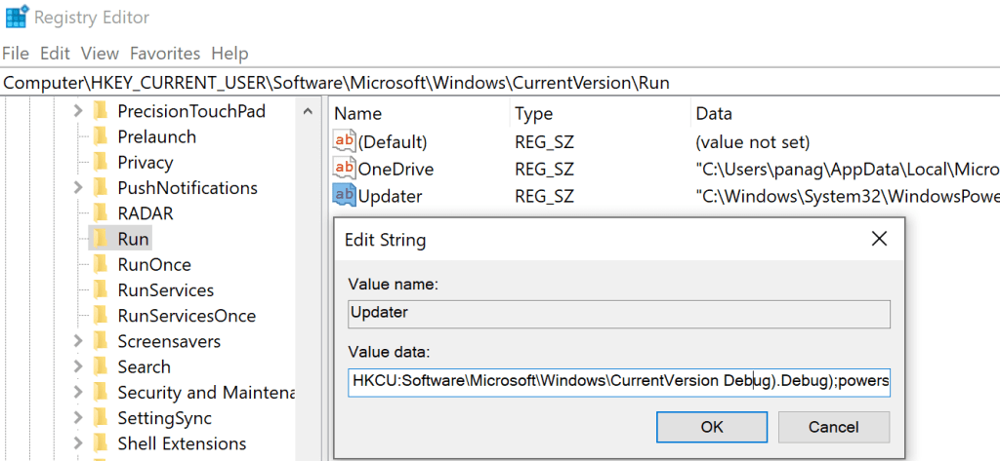 Registry Editor
File Edit View Favorites Help
Computer\HKEY_CURRENT_USER\Software\Microsoft\Windows\CurrentVersion\Run
PrecisionTouchPad
Prelaunch
Privacy
PushNotifications
RADAR
Run
RunOnce
RunServices
RunServicesOnce
Screensavers
Search
Security and Maintena
SettingSync
Shell Extensions
Name Type Data
(Default) REG_SZ (value not set)
OneDrive REG_SZ "C:\Users\panag\AppData\Local\Micro
Updater REG_SZ "C:\Windows\System32\WindowsPowe
Edit String
Value name:
Updater
Value data:
HKCU:Software\Microsoft\Windows\CurrentVersion Debug).Debug);powers
OK Cancel